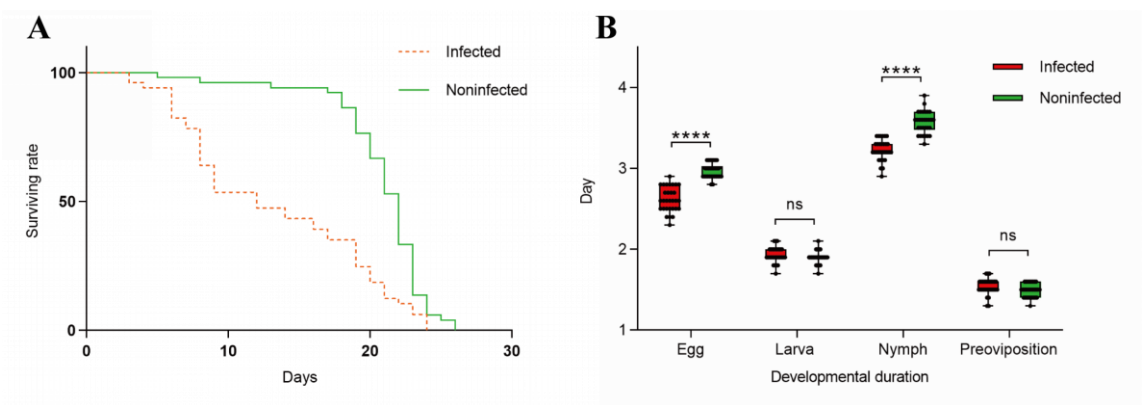 A
Infected
Noninfected
100
50
0
Surviving rate
0 10 20 30
Days
B
Infected
Noninfected
****
ns
****
ns
4
3
2
1
Day
Egg Larva Nymph Preoviposition
Developmental duration